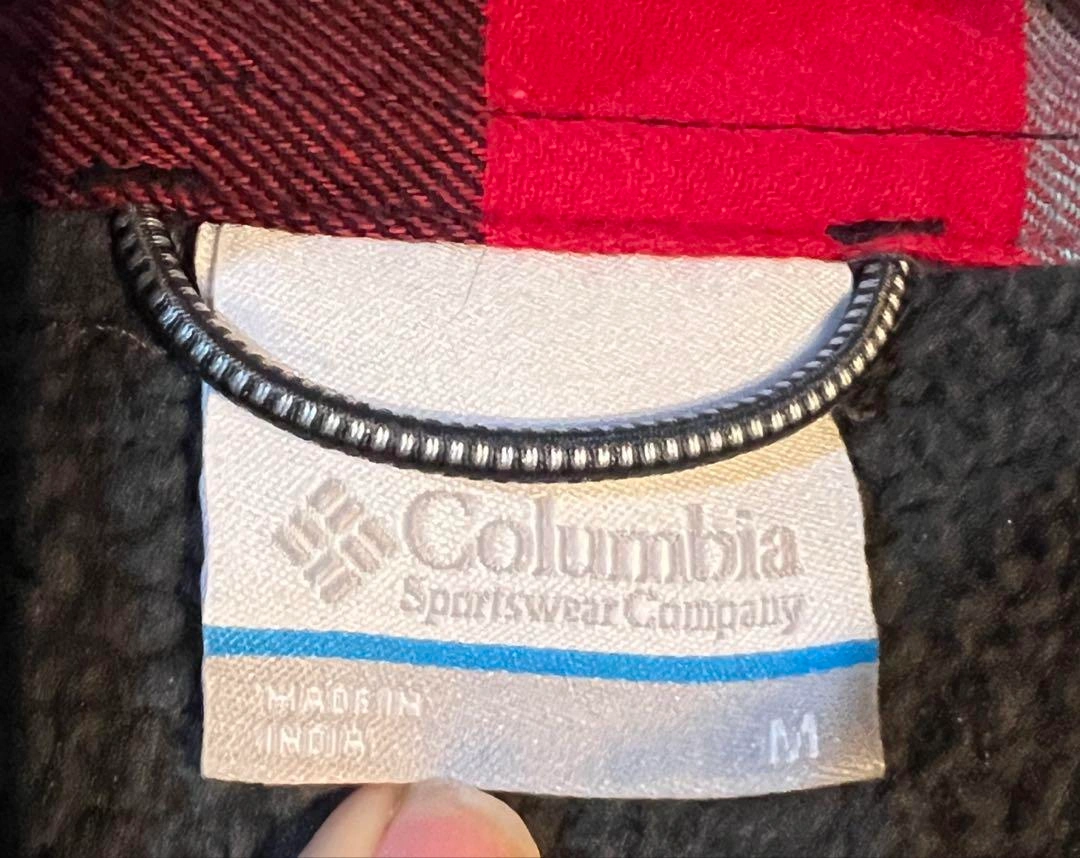 Columbia
Sportswear Company
MADE IN
INDIA
M